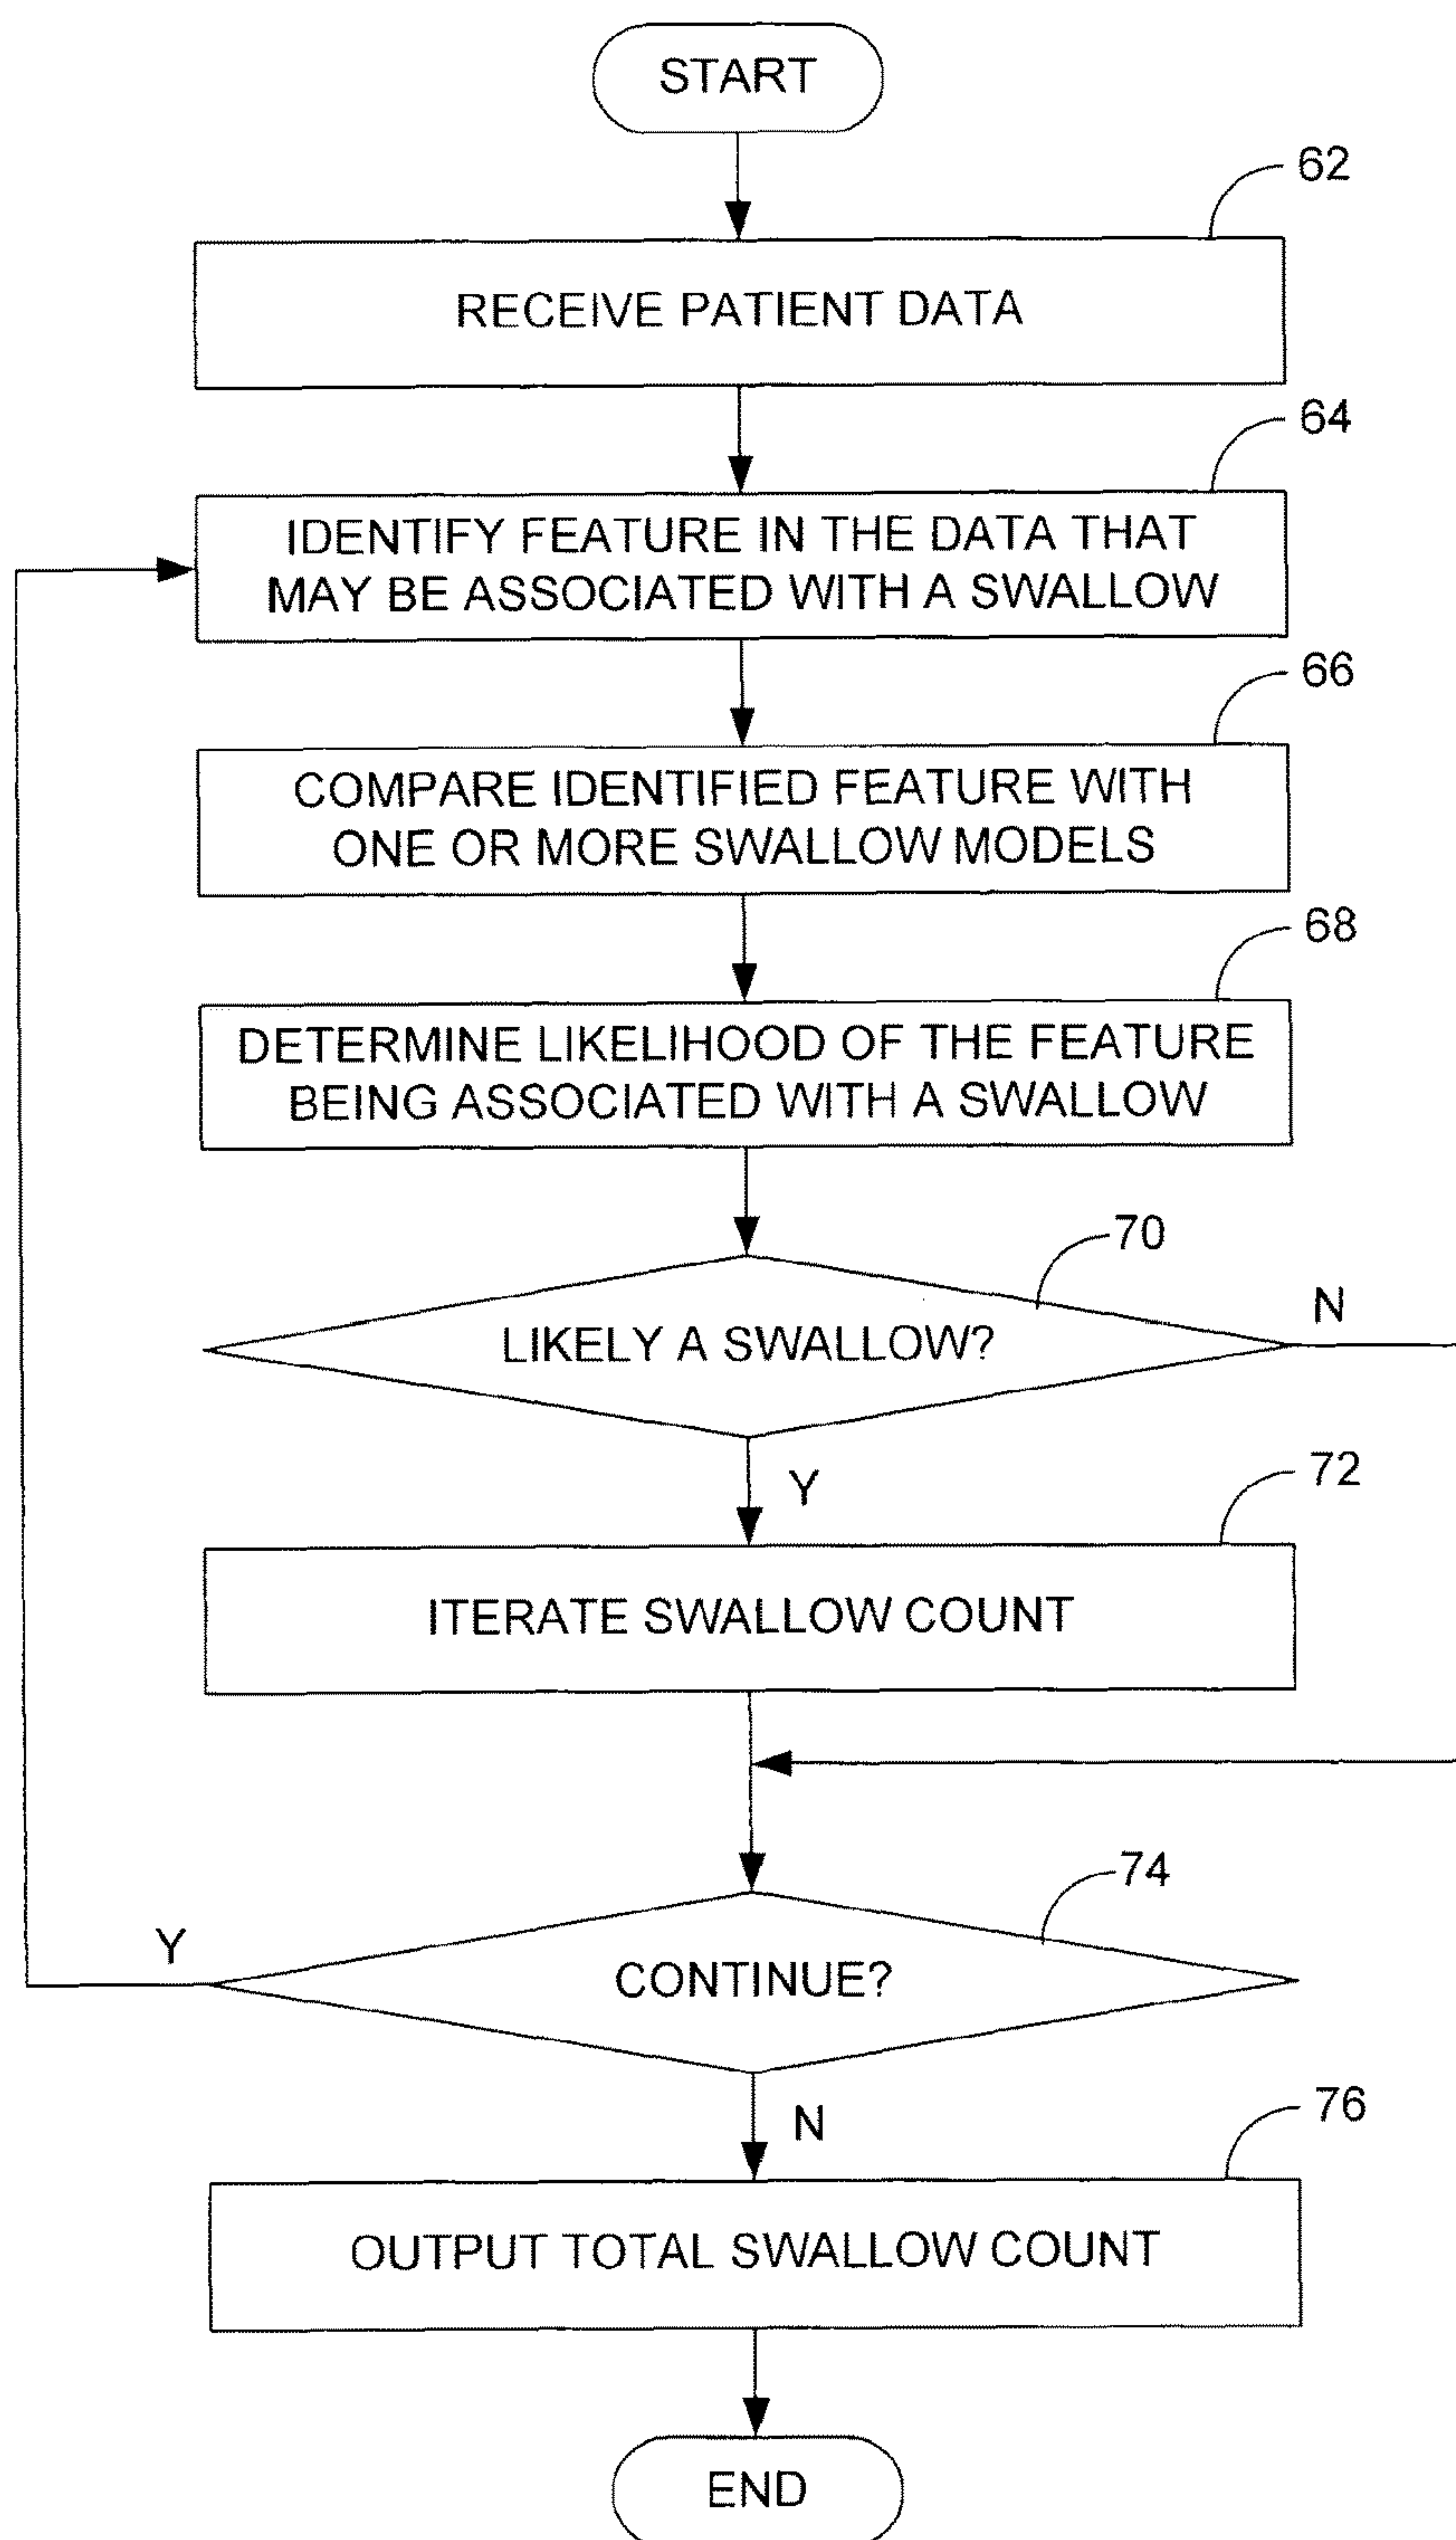 START
62
RECEIVE PATIENT DATA
64
IDENTIFY FEATURE IN THE DATA THAT
MAY BE ASSOCIATED WITH A SWALLOW
66
COMPARE IDENTIFIED FEATURE WITH
ONE OR MORE SWALLOW MODELS
68
DETERMINE LIKELIHOOD OF THE FEATURE
BEING ASSOCIATED WITH A SWALLOW
70
N
LIKELY A SWALLOW?
Y
72
ITERATE SWALLOW COUNT
74
Y
CONTINUE?
N
76
OUTPUT TOTAL SWALLOW COUNT
END